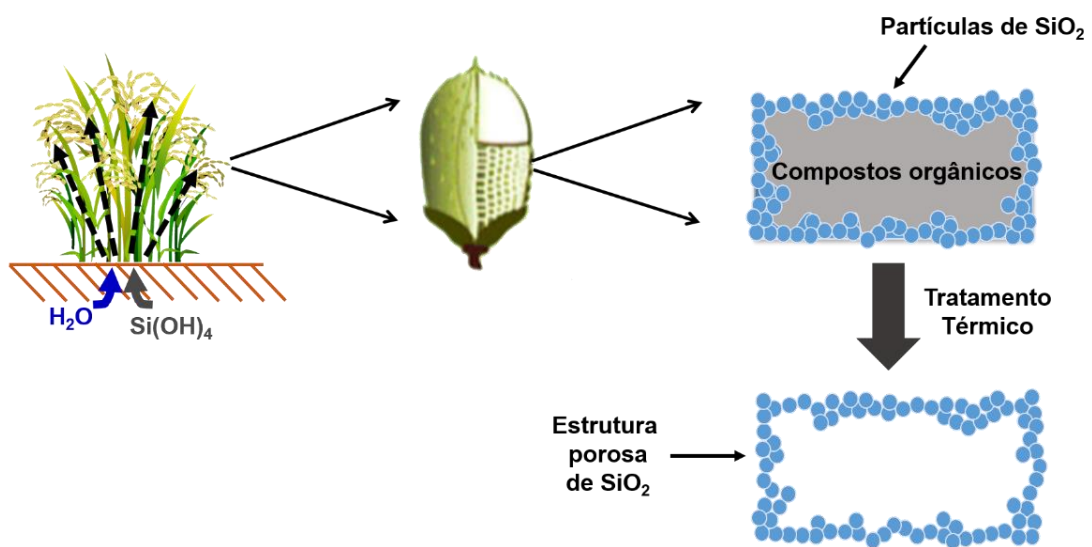 Partículas de SiO₂
Compostos orgânicos
H₂O
Si(OH)₄
Tratamento
Térmico
Estrutura
porosa
de SiO₂